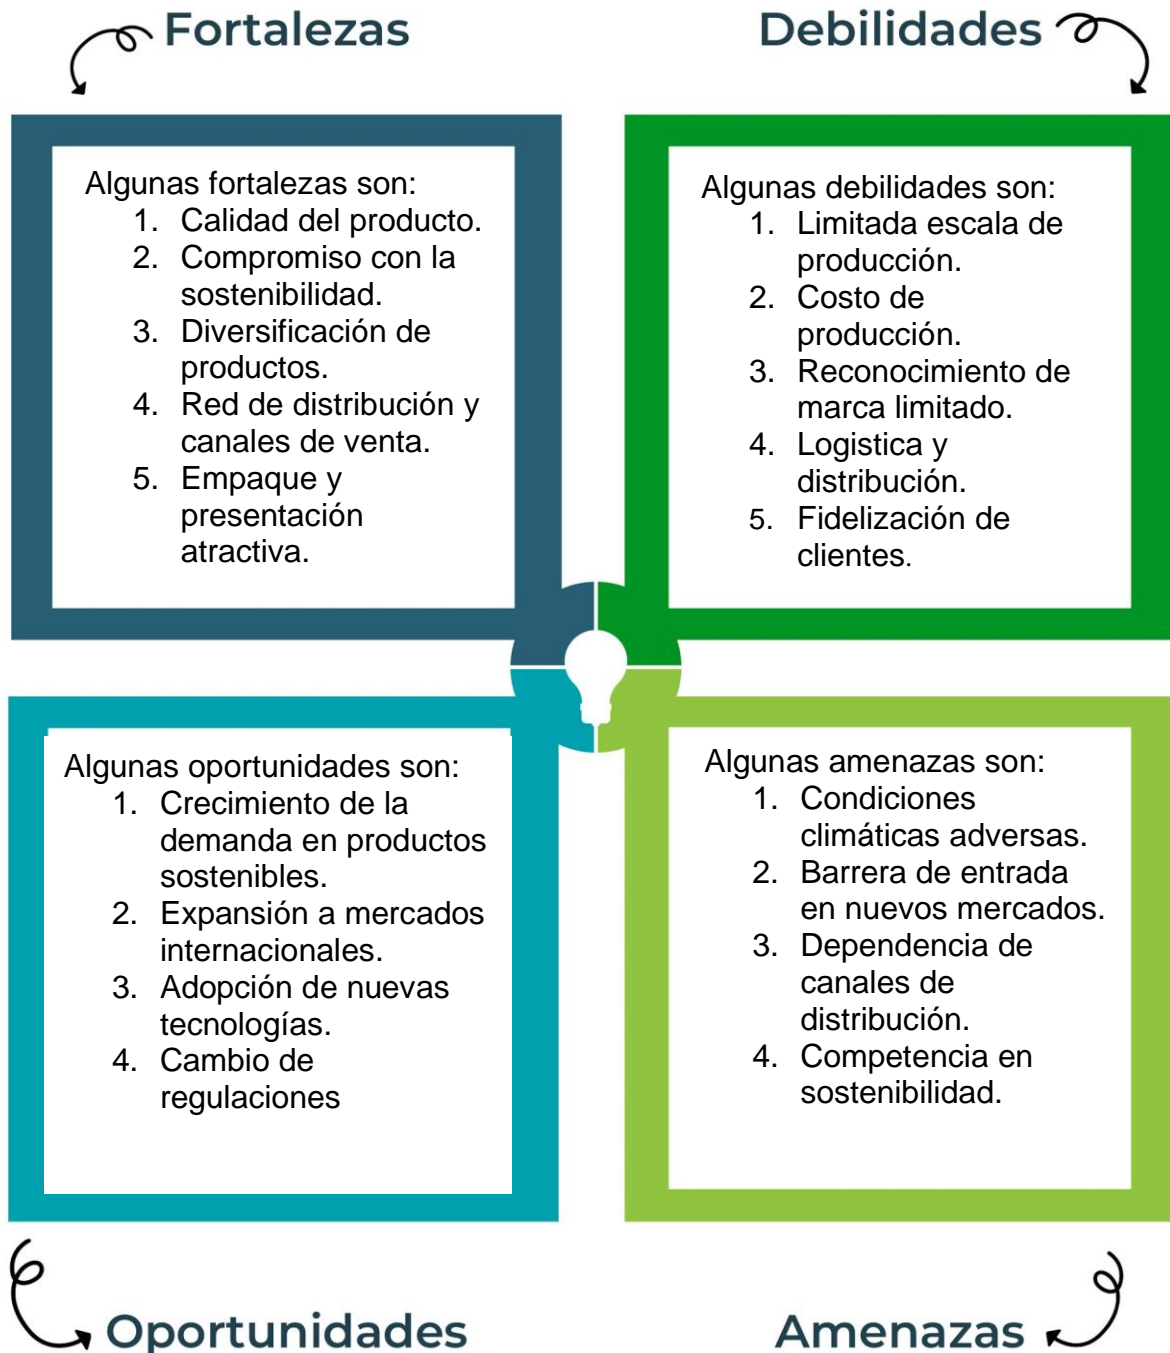 Fortalezas
Algunas fortalezas son:
1. Calidad del producto.
2. Compromiso con la
sostenibilidad.
3. Diversificación de
productos.
4. Red de distribución y
canales de venta.
5. Empaque y
presentación
atractiva.
Debilidades
Algunas debilidades son:
1. Limitada escala de
producción.
2. Costo de
producción.
3. Reconocimiento de
marca limitado.
4. Logistica y
distribución.
5. Fidelización de
clientes.
Algunas oportunidades son:
1. Crecimiento de la
demanda en productos
sostenibles.
2. Expansión a mercados
internacionales.
3. Adopción de nuevas
tecnologías.
4. Cambio de
regulaciones
Oportunidades
Algunas amenazas son:
1. Condiciones
climáticas adversas.
2. Barrera de entrada
en nuevos mercados.
3. Dependencia de
canales de
distribución.
4. Competencia en
sostenibilidad.
Amenazas